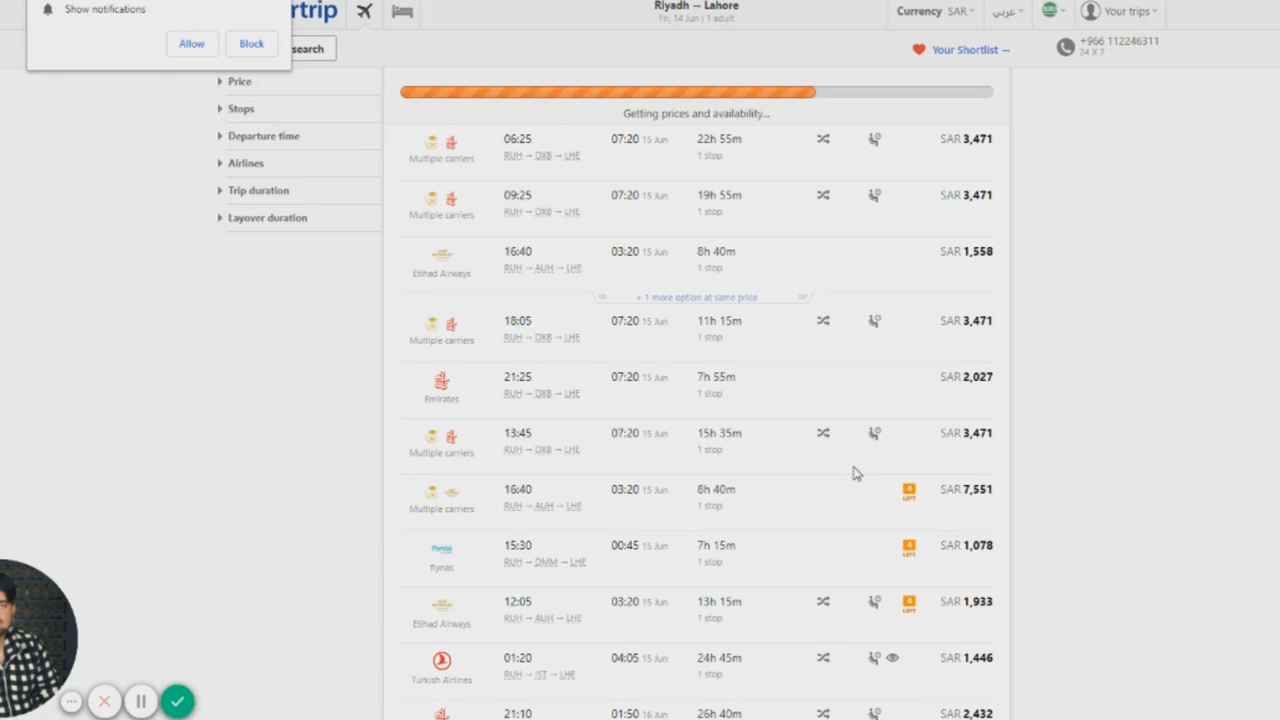 Show notifications
Allow
Block
rtrip
search
Riyadh → Lahore
Fri, 14 Jun | 1 adult
Currency SAR
عربي
Your trips
Your Shortlist →
+966 112246311
24 X 7
Price
Stops
Departure time
Airlines
Trip duration
Layover duration
Getting prices and availability...
06:25 07:20 15 Jun 22h 55m SAR 3,471
Multiple carriers RUH → DXB → LHE 1 stop
09:25 07:20 15 Jun 19h 55m SAR 3,471
Multiple carriers RUH → DXB → LHE 1 stop
16:40 03:20 15 Jun 8h 40m SAR 1,558
Etihad Airways RUH → AUH → LHE 1 stop
+ 1 more option at same price
18:05 07:20 15 Jun 11h 15m SAR 3,471
Multiple carriers RUH → DXB → LHE 1 stop
21:25 07:20 15 Jun 7h 55m SAR 2,027
Emirates RUH → DXB → LHE 1 stop
13:45 07:20 15 Jun 15h 35m SAR 3,471
Multiple carriers RUH → DXB → LHE 1 stop
16:40 03:20 15 Jun 8h 40m 4 LEFT SAR 7,551
Multiple carriers RUH → AUH → LHE 1 stop
flynas 15:30 00:45 15 Jun 7h 15m 4 LEFT SAR 1,078
flynas RUH → DMM → LHE 1 stop
12:05 03:20 15 Jun 13h 15m 4 LEFT SAR 1,933
Etihad Airways RUH → AUH → LHE 1 stop
01:20 04:05 15 Jun 24h 45m SAR 1,446
Turkish Airlines RUH → IST → LHE 1 stop
21:10 01:50 16 Jun 26h 40m SAR 2,432